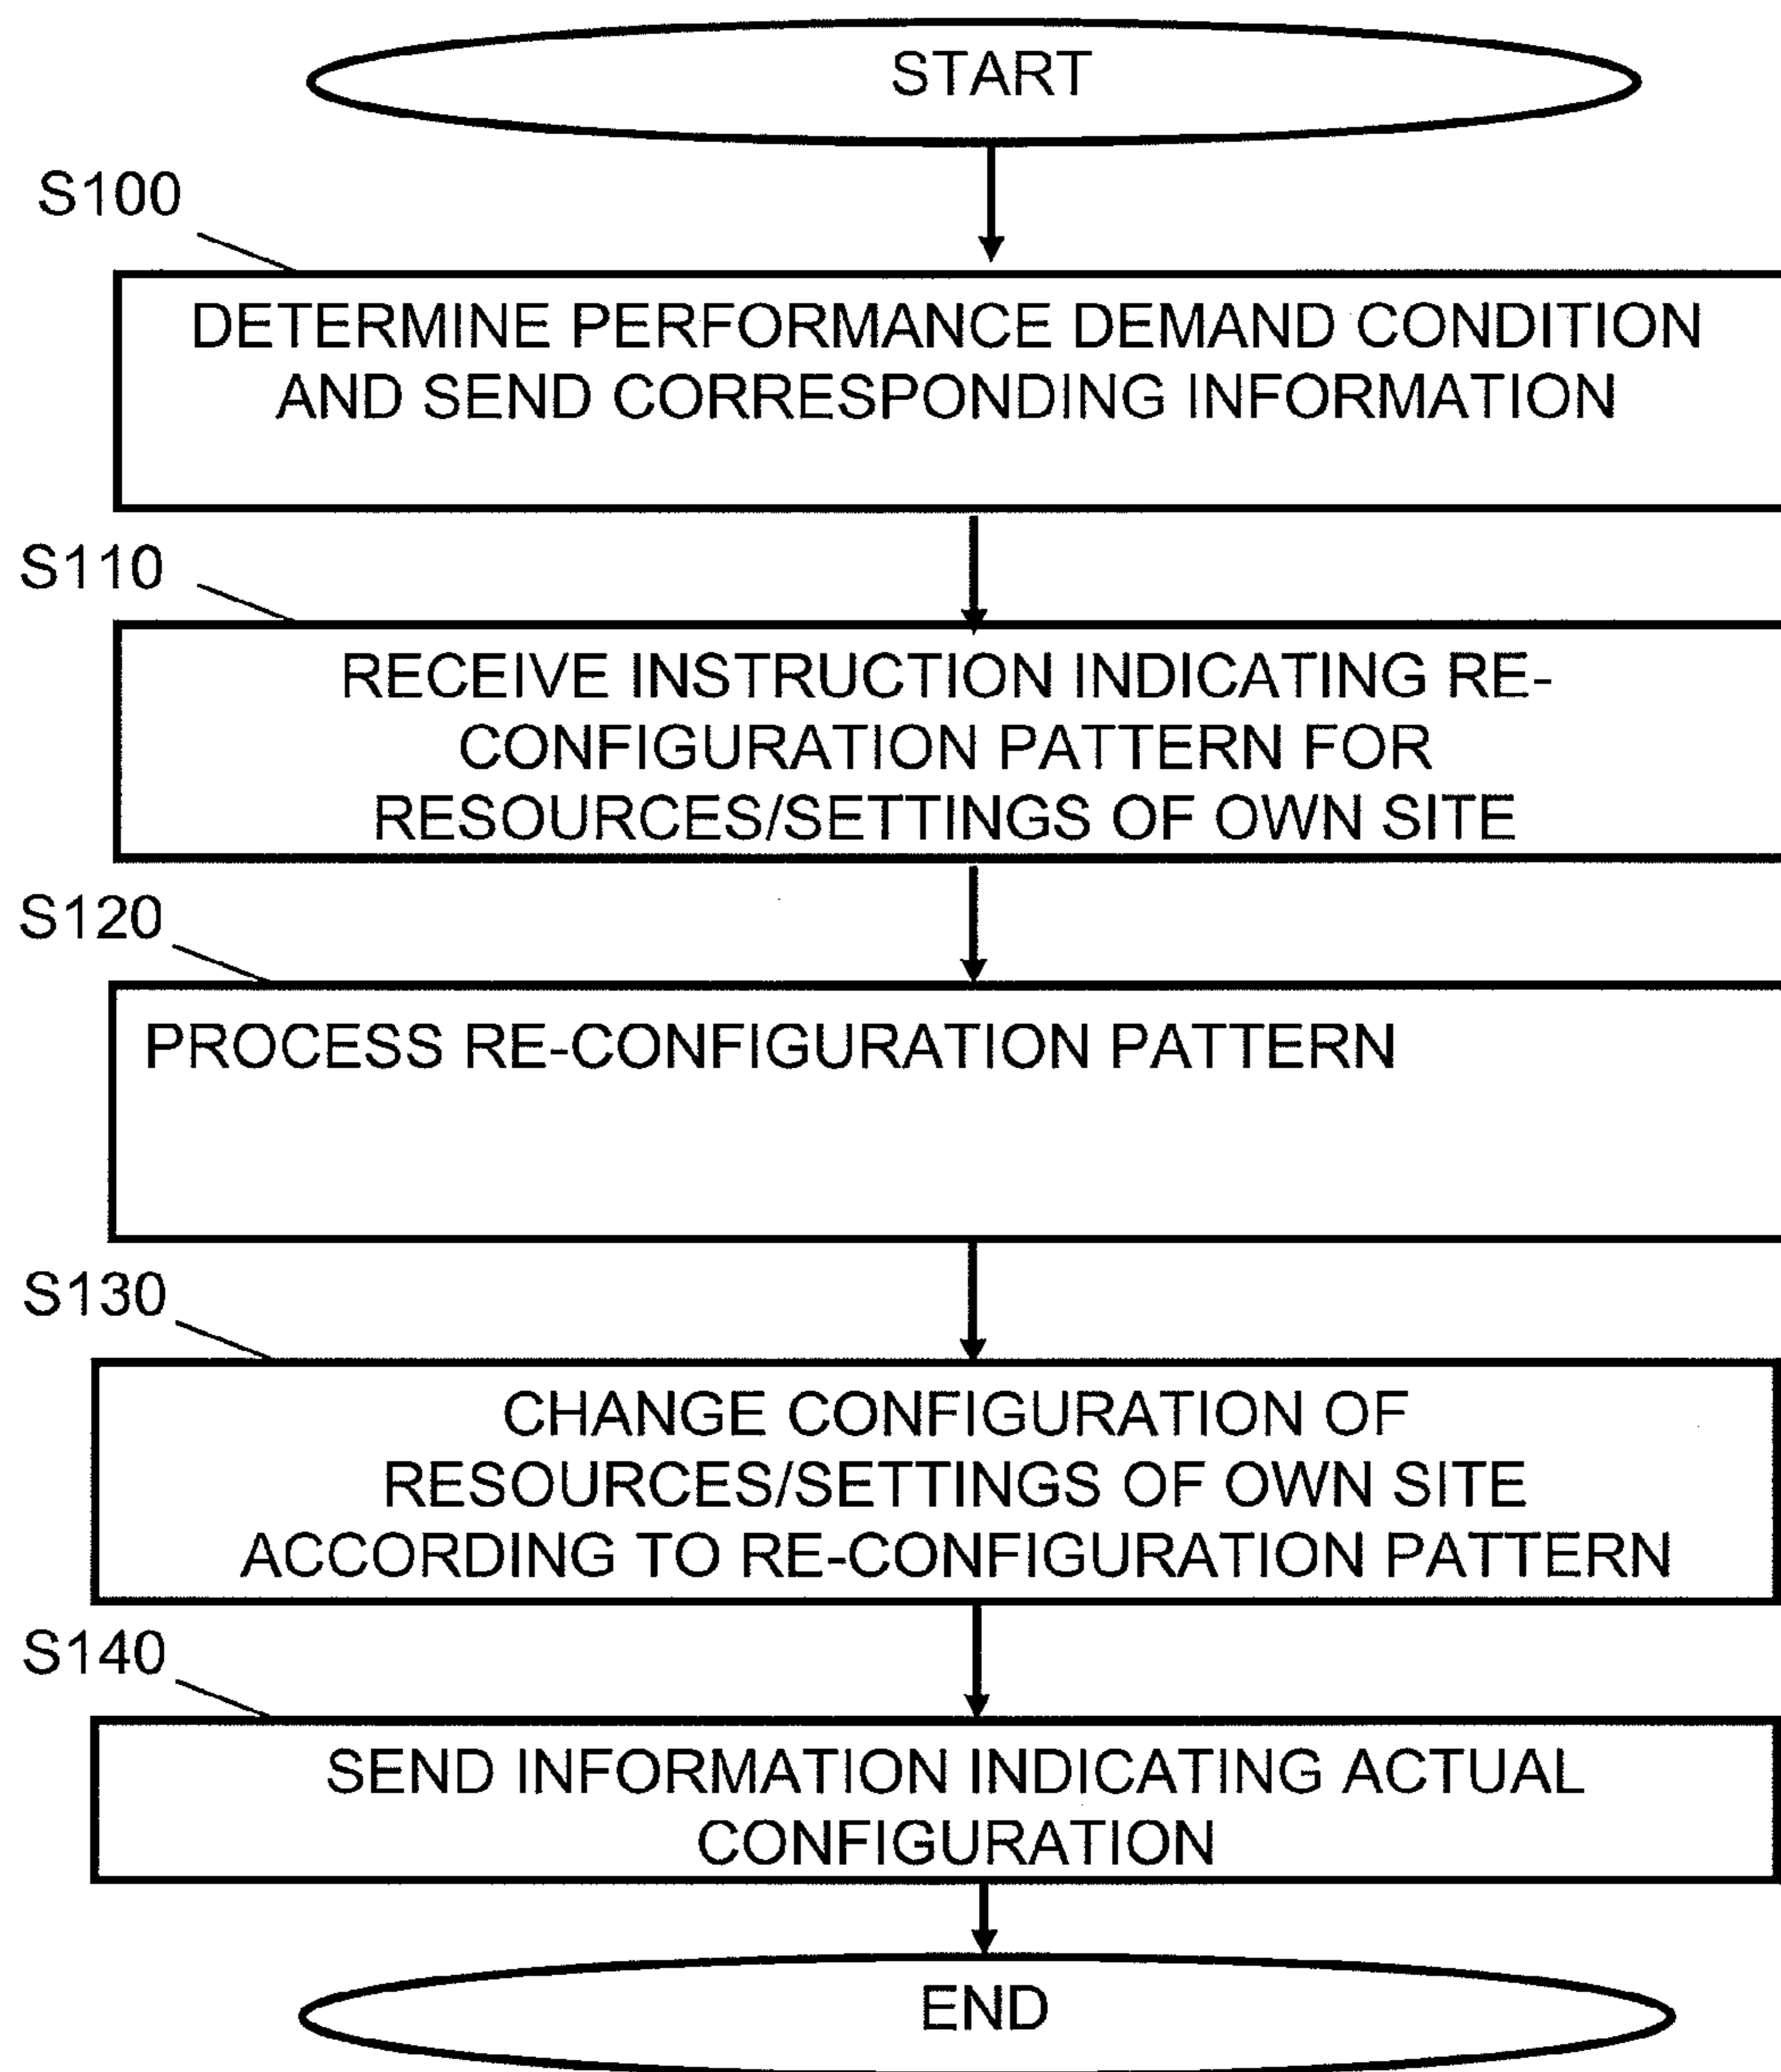 START
S100
DETERMINE PERFORMANCE DEMAND CONDITION
AND SEND CORRESPONDING INFORMATION
S110
RECEIVE INSTRUCTION INDICATING RE-
CONFIGURATION PATTERN FOR
RESOURCES/SETTINGS OF OWN SITE
S120
PROCESS RE-CONFIGURATION PATTERN
S130
CHANGE CONFIGURATION OF
RESOURCES/SETTINGS OF OWN SITE
ACCORDING TO RE-CONFIGURATION PATTERN
S140
SEND INFORMATION INDICATING ACTUAL
CONFIGURATION
END